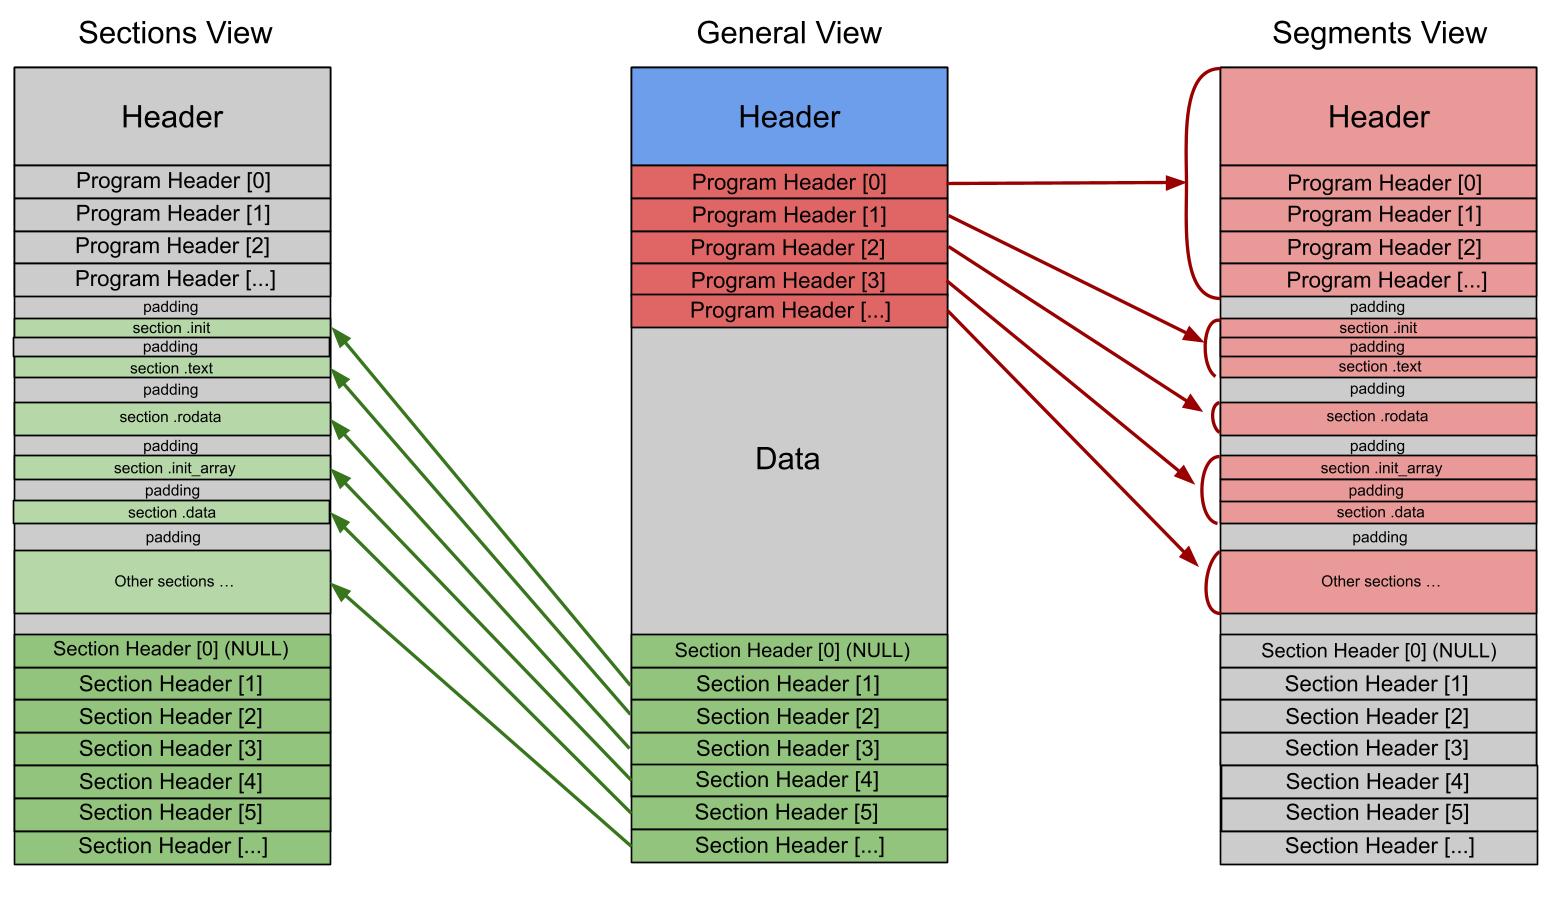 Sections View
Header
Program Header [0]
Program Header [1]
Program Header [2]
Program Header [...]
padding
section .init
padding
section .text
padding
section .rodata
padding
section .init_array
padding
section .data
padding
Other sections …
Section Header [0] (NULL)
Section Header [1]
Section Header [2]
Section Header [3]
Section Header [4]
Section Header [5]
Section Header [...]
General View
Header
Program Header [0]
Program Header [1]
Program Header [2]
Program Header [3]
Program Header [...]
Data
Section Header [0] (NULL)
Section Header [1]
Section Header [2]
Section Header [3]
Section Header [4]
Section Header [5]
Section Header [...]
Segments View
Header
Program Header [0]
Program Header [1]
Program Header [2]
Program Header [...]
padding
section .init
padding
section .text
padding
section .rodata
padding
section .init_array
padding
section .data
padding
Other sections …
Section Header [0] (NULL)
Section Header [1]
Section Header [2]
Section Header [3]
Section Header [4]
Section Header [5]
Section Header [...]